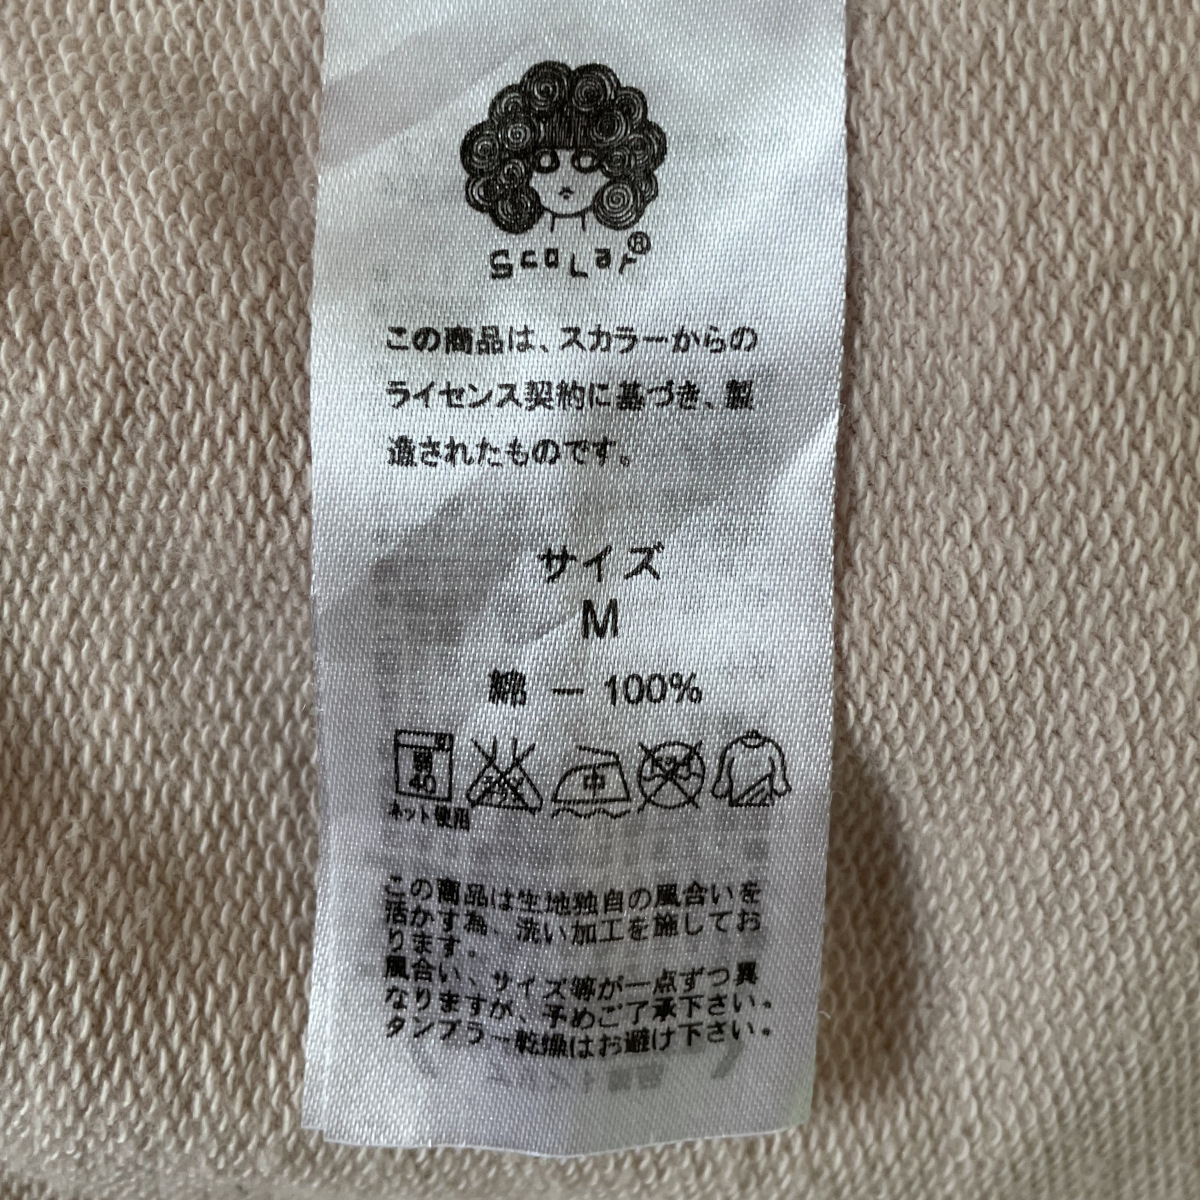 ScoLar®
この商品は、スカラーからの
ライセンス契約に基づき、製
造されたものです。
サイズ
M
綿 － 100%
40
中
ネット使用
この商品は生地独自の風合いを
活かす為、洗い加工を施してお
ります。
風合い、サイズ等が一点ずつ異
なりますが、予めご了承下さい。
タンブラー乾燥はお避け下さい。